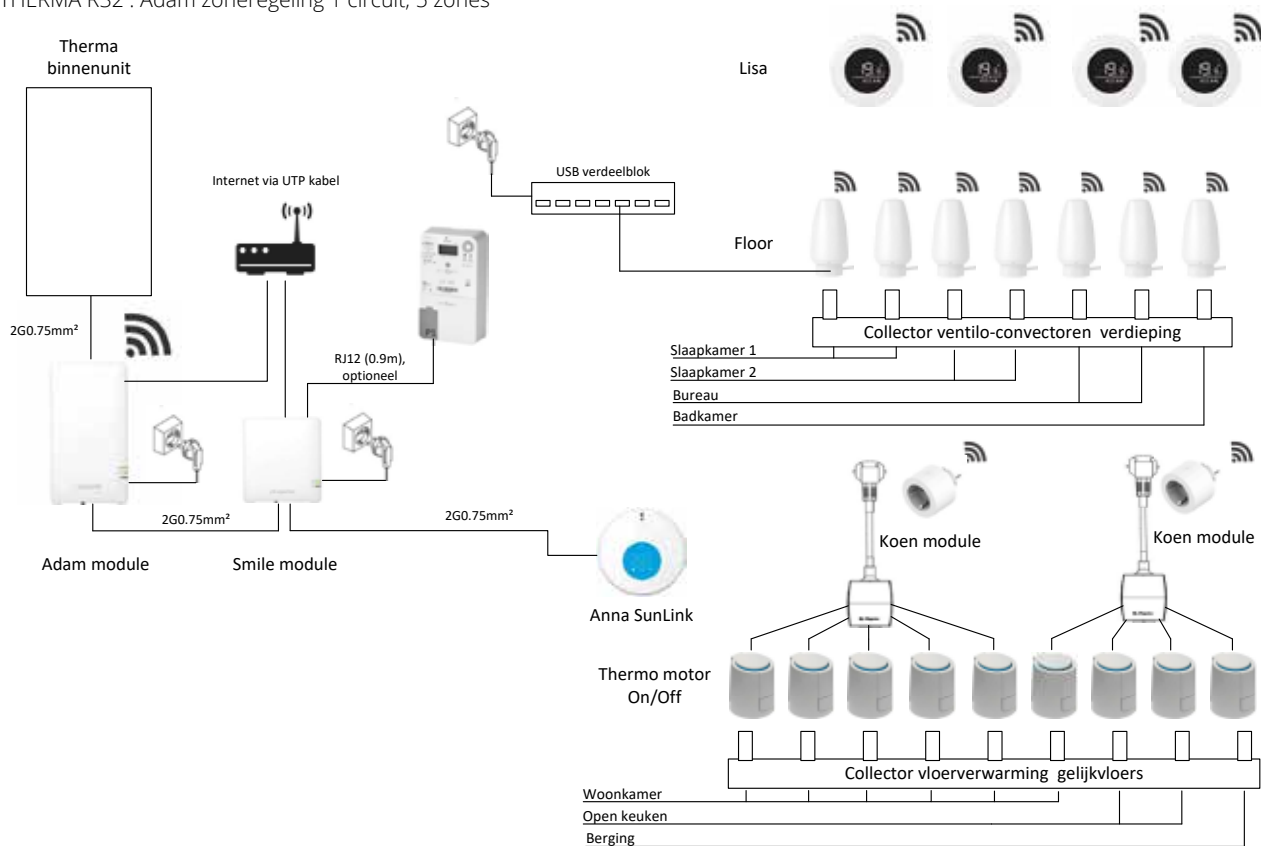 THERMA RS2 : Adam zoneregeling 1 circuit, 5 zones
Therma
binnenunit
Lisa
Internet via UTP kabel
USB verdeelblok
Floor
2G0.75mm²
RJ12 (0.9m),
optioneel
Collector ventilo-convectoren verdieping
Slaapkamer 1
Slaapkamer 2
Bureau
Badkamer
2G0.75mm²
2G0.75mm²
Adam module
Smile module
Anna SunLink
Koen module
Koen module
Thermo motor
On/Off
Collector vloerverwarming gelijkvloers
Woonkamer
Open keuken
Berging